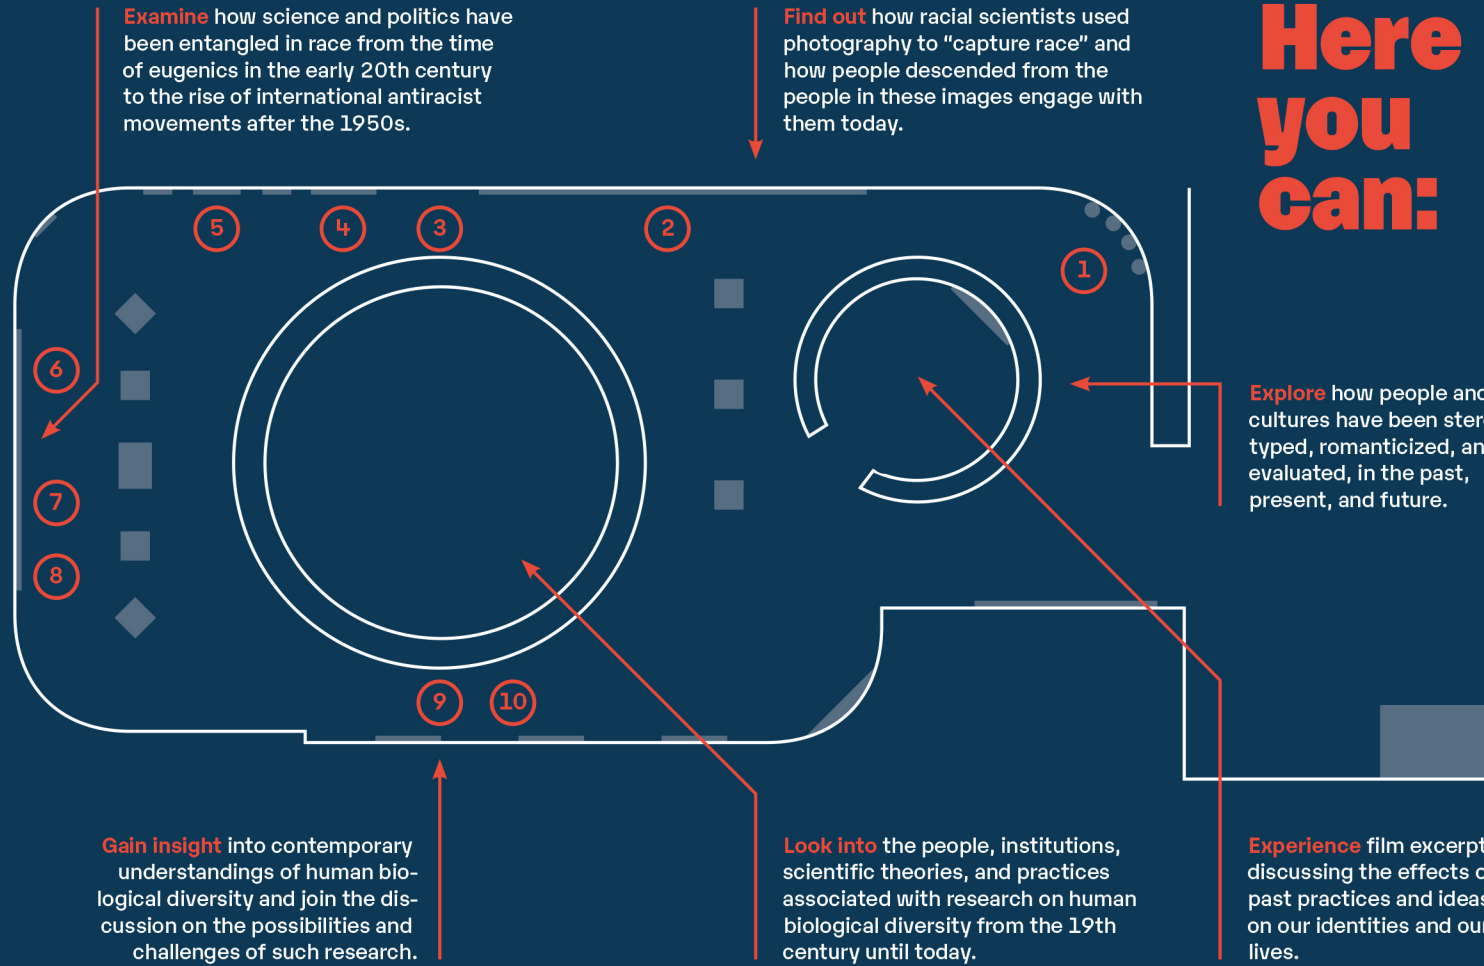 Examine how science and politics have
been entangled in race from the time
of eugenics in the early 20th century
to the rise of international antiracist
movements after the 1950s.
Find out how racial scientists used
photography to “capture race” and
how people descended from the
people in these images engage with
them today.
Here
you
can:
5
4
3
2
1
6
7
8
9
10
Explore how people and
cultures have been
typed, romanticized,
evaluated, in the past,
present, and future.
Gain insight into contemporary
understandings of human bio-
logical diversity and join the dis-
cussion on the possibilities and
challenges of such research.
Look into the people, institutions,
scientific theories, and practices
associated with research on human
biological diversity from the 19th
century until today.
Experience film
discussing the effects
past practices and ideas
on our identities and our
lives.